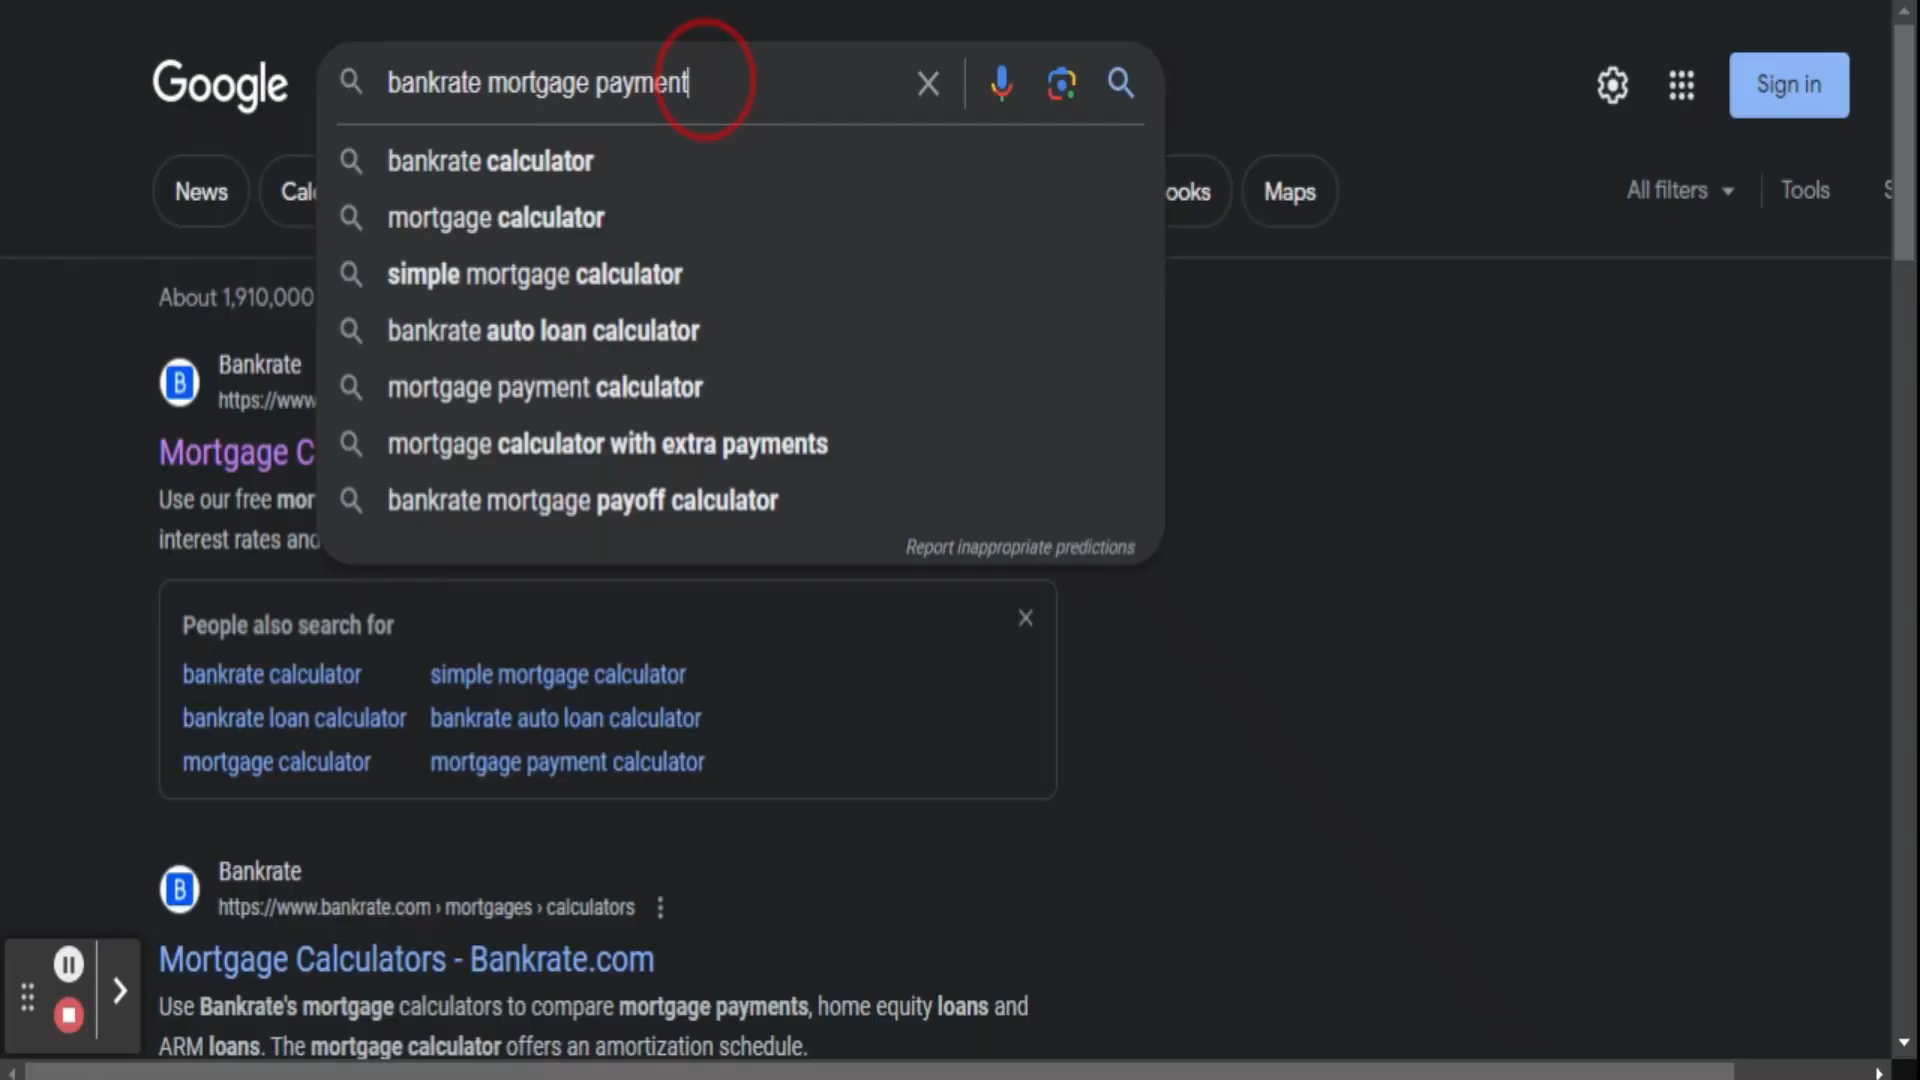 Google
bankrate mortgage payment
Sign in
bankrate calculator
mortgage calculator
simple mortgage calculator
bankrate auto loan calculator
mortgage payment calculator
mortgage calculator with extra payments
bankrate mortgage payoff calculator
Report inappropriate predictions
News
Maps
All filters
Tools
About 1,910,000
Bankrate
https://www
Mortgage C
Use our free mor
interest rates and
People also search for
bankrate calculator simple mortgage calculator
bankrate loan calculator bankrate auto loan calculator
mortgage calculator mortgage payment calculator
Bankrate
https://www.bankrate.com › mortgages › calculators
Mortgage Calculators - Bankrate.com
Use Bankrate's mortgage calculators to compare mortgage payments, home equity loans and
ARM loans. The mortgage calculator offers an amortization schedule.